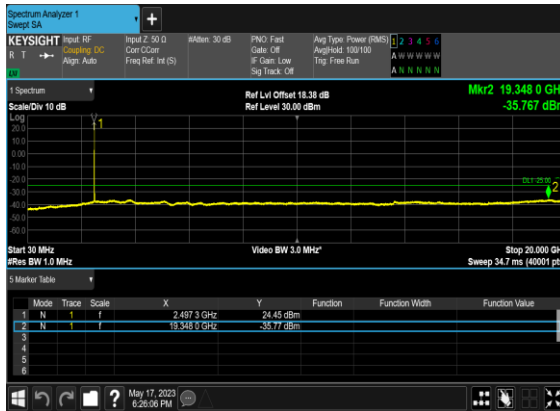 Spectrum Analyzer 1
Swept SA
+
KEYSIGHT Input: RF Input Z: 50 Ω #Atten: 30 dB PNO: Fast Avg Type: Power (RMS) 1 2 3 4 5 6
R T Coupling: DC Corr CCorr Gate: Off Avg|Hold: 100/100 A W W W W W
Align: Auto Freq Ref: Int (S) IF Gain: Low Trig: Free Run
Sig Track: Off A N N N N N
LXI
1 Spectrum Ref Lvl Offset 18.38 dB Mkr2 19.348 0 GH
Scale/Div 10 dB Ref Level 30.00 dBm -35.767 dB
Log
20.0
10.0
0.00
-10.0
-20.0
-30.0
-40.0
-50.0
-60.0
1
DL1 -25.00
2
Start 30 MHz Video BW 3.0 MHz* Stop 20.000 GH
#Res BW 1.0 MHz Sweep 34.7 ms (40001 pt
5 Marker Table
Mode Trace Scale X Y Function Function Width Function Value
1 N 1 f 2.497 3 GHz 24.45 dBm
2 N 1 f 19.348 0 GHz -35.77 dBm
3
4
5
6
? May 17, 2023
6:26:06 PM